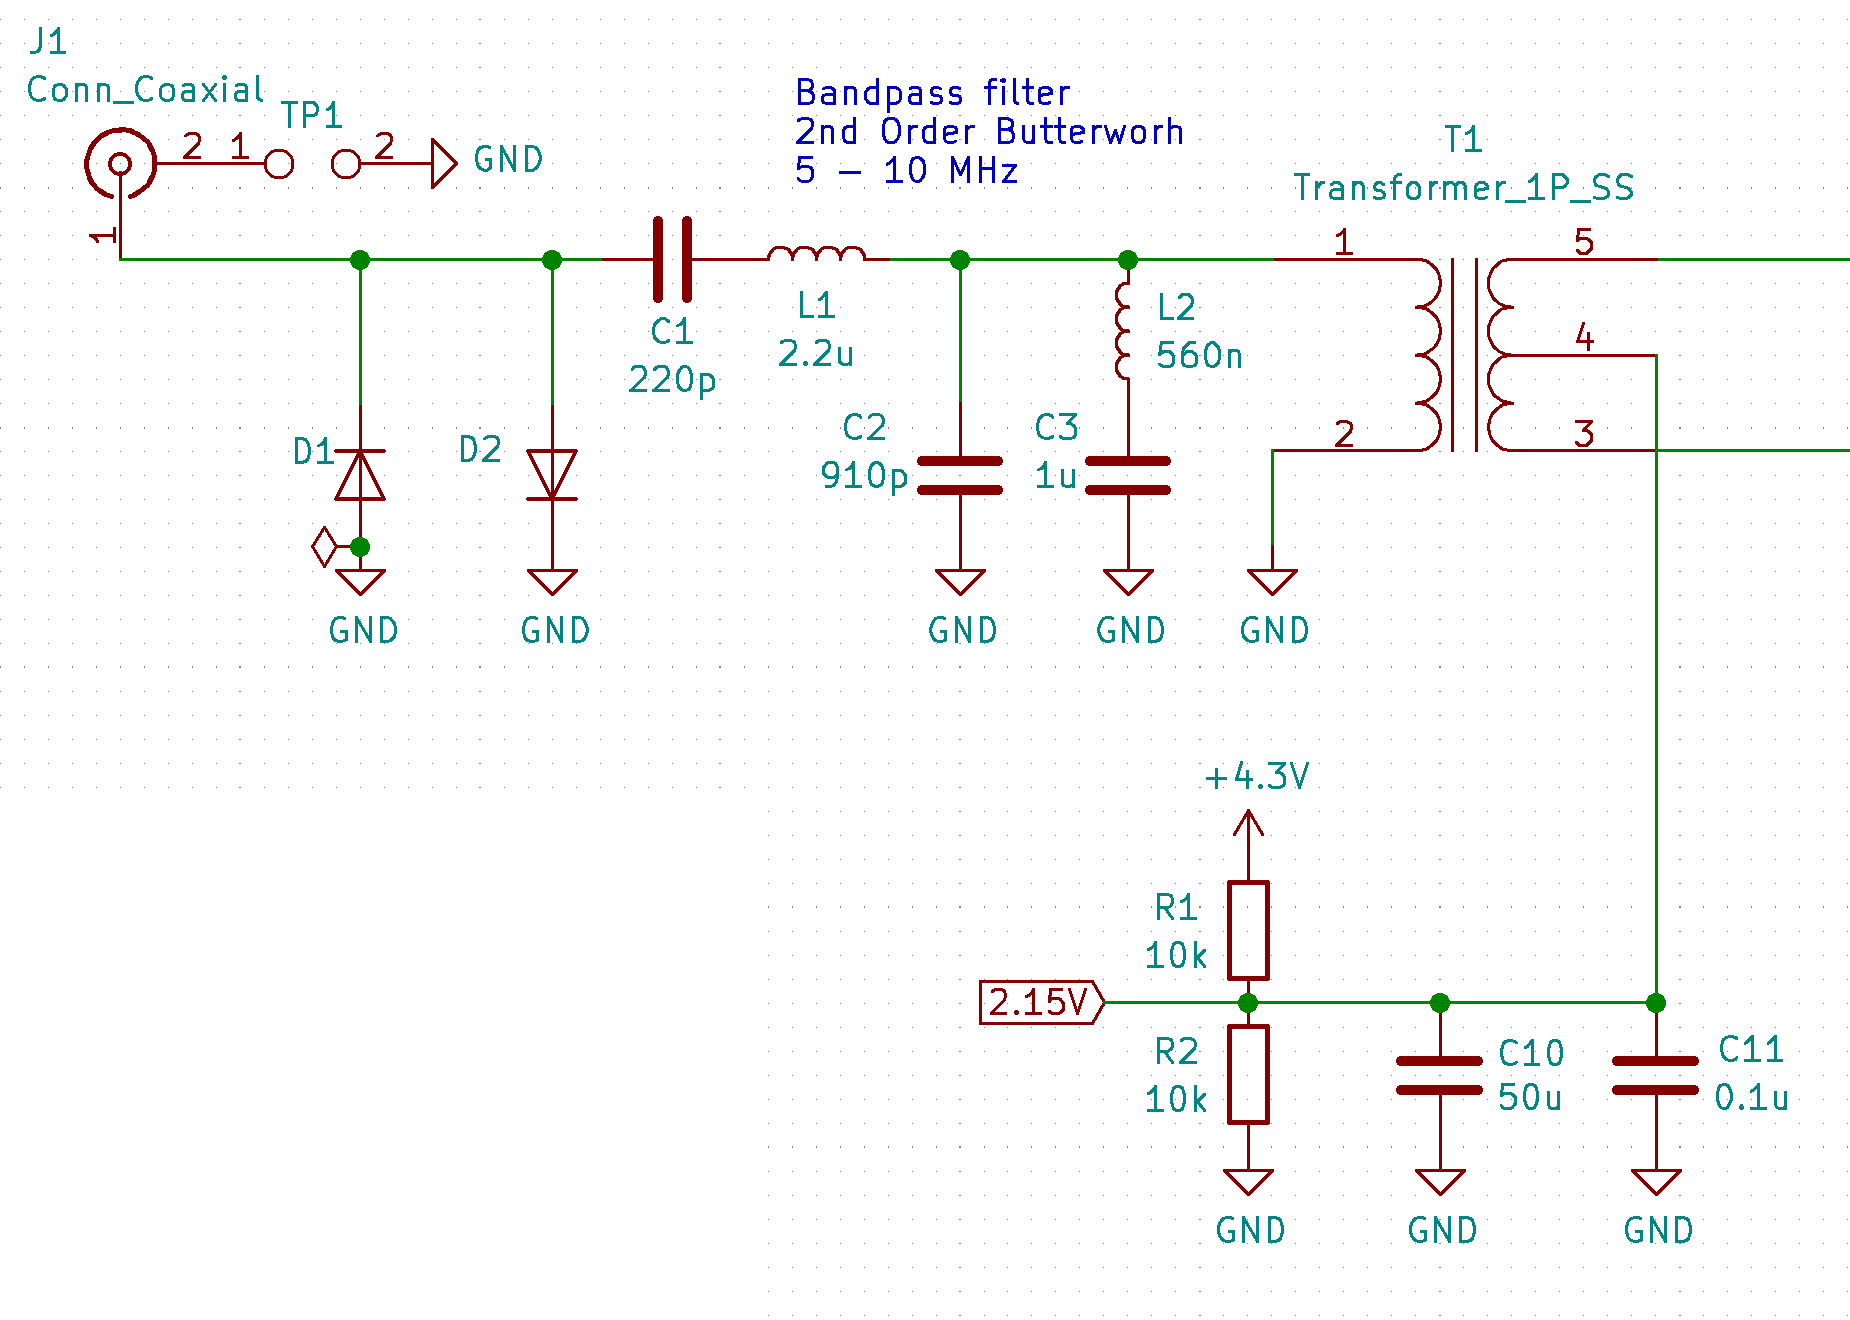 J1
Conn_Coaxial
TP1
2 1
2
GND
1
Bandpass filter
2nd Order Butterworh
5 – 10 MHz
T1
Transformer_1P_SS
1
5
C1
220p
L1
2.2u
L2
560n
4
D1
D2
C2
910p
C3
1u
2
3
GND
GND
GND
GND
GND
+4.3V
R1
10k
2.15V
R2
10k
C10
50u
C11
0.1u
GND
GND
GND